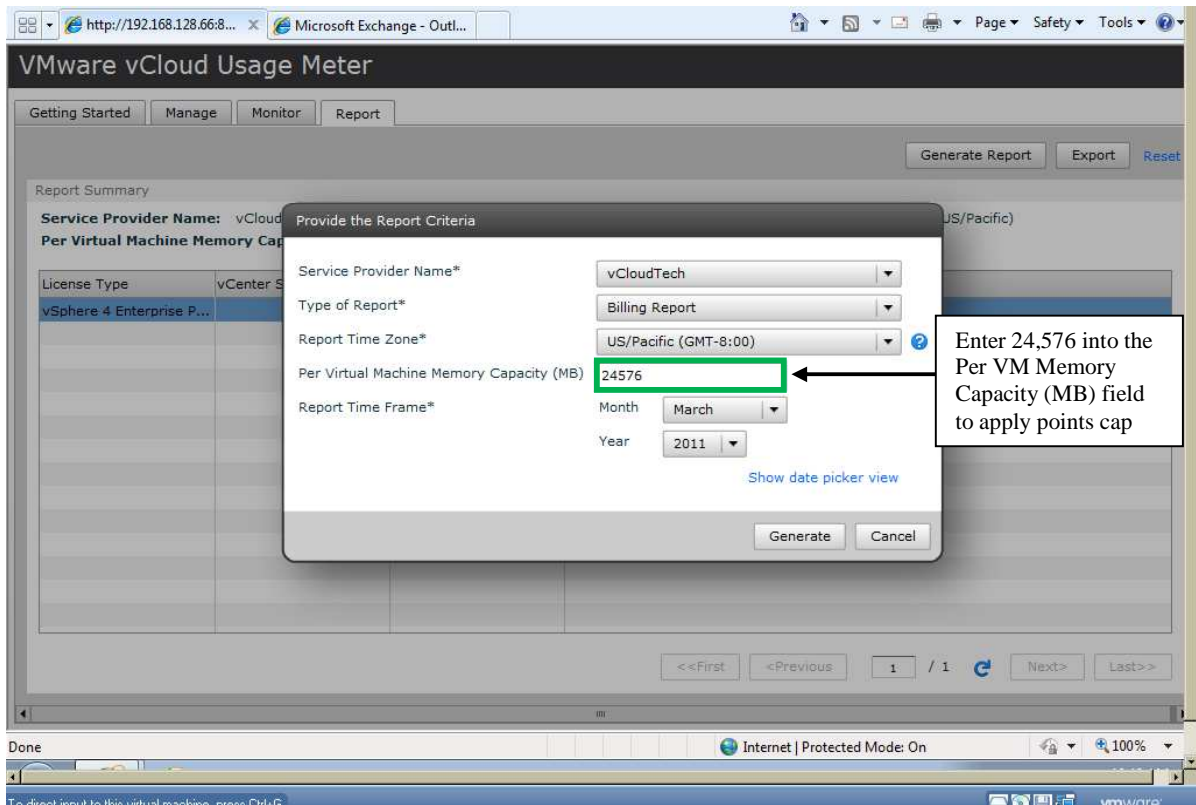 http://192.168.128.66:8...
Microsoft Exchange - Outl...
Page Safety Tools
VMware vCloud Usage Meter
Getting Started Manage Monitor Report
Generate Report Export Reset
Report Summary
Service Provider Name: vCloud
US/Pacific)
Per Virtual Machine Memory Cap
License Type vCenter S
vSphere 4 Enterprise P...
Provide the Report Criteria
Service Provider Name* vCloudTech
Type of Report* Billing Report
Report Time Zone* US/Pacific (GMT-8:00)
Per Virtual Machine Memory Capacity (MB) 24576
Report Time Frame* Month March
Year 2011
Show date picker view
Generate Cancel
Enter 24,576 into the
Per VM Memory
Capacity (MB) field
to apply points cap
<<First <Previous 1 / 1 Next> Last>>
Done Internet | Protected Mode: On 100%
To direct input to this virtual machine, press Ctrl+G. vmware